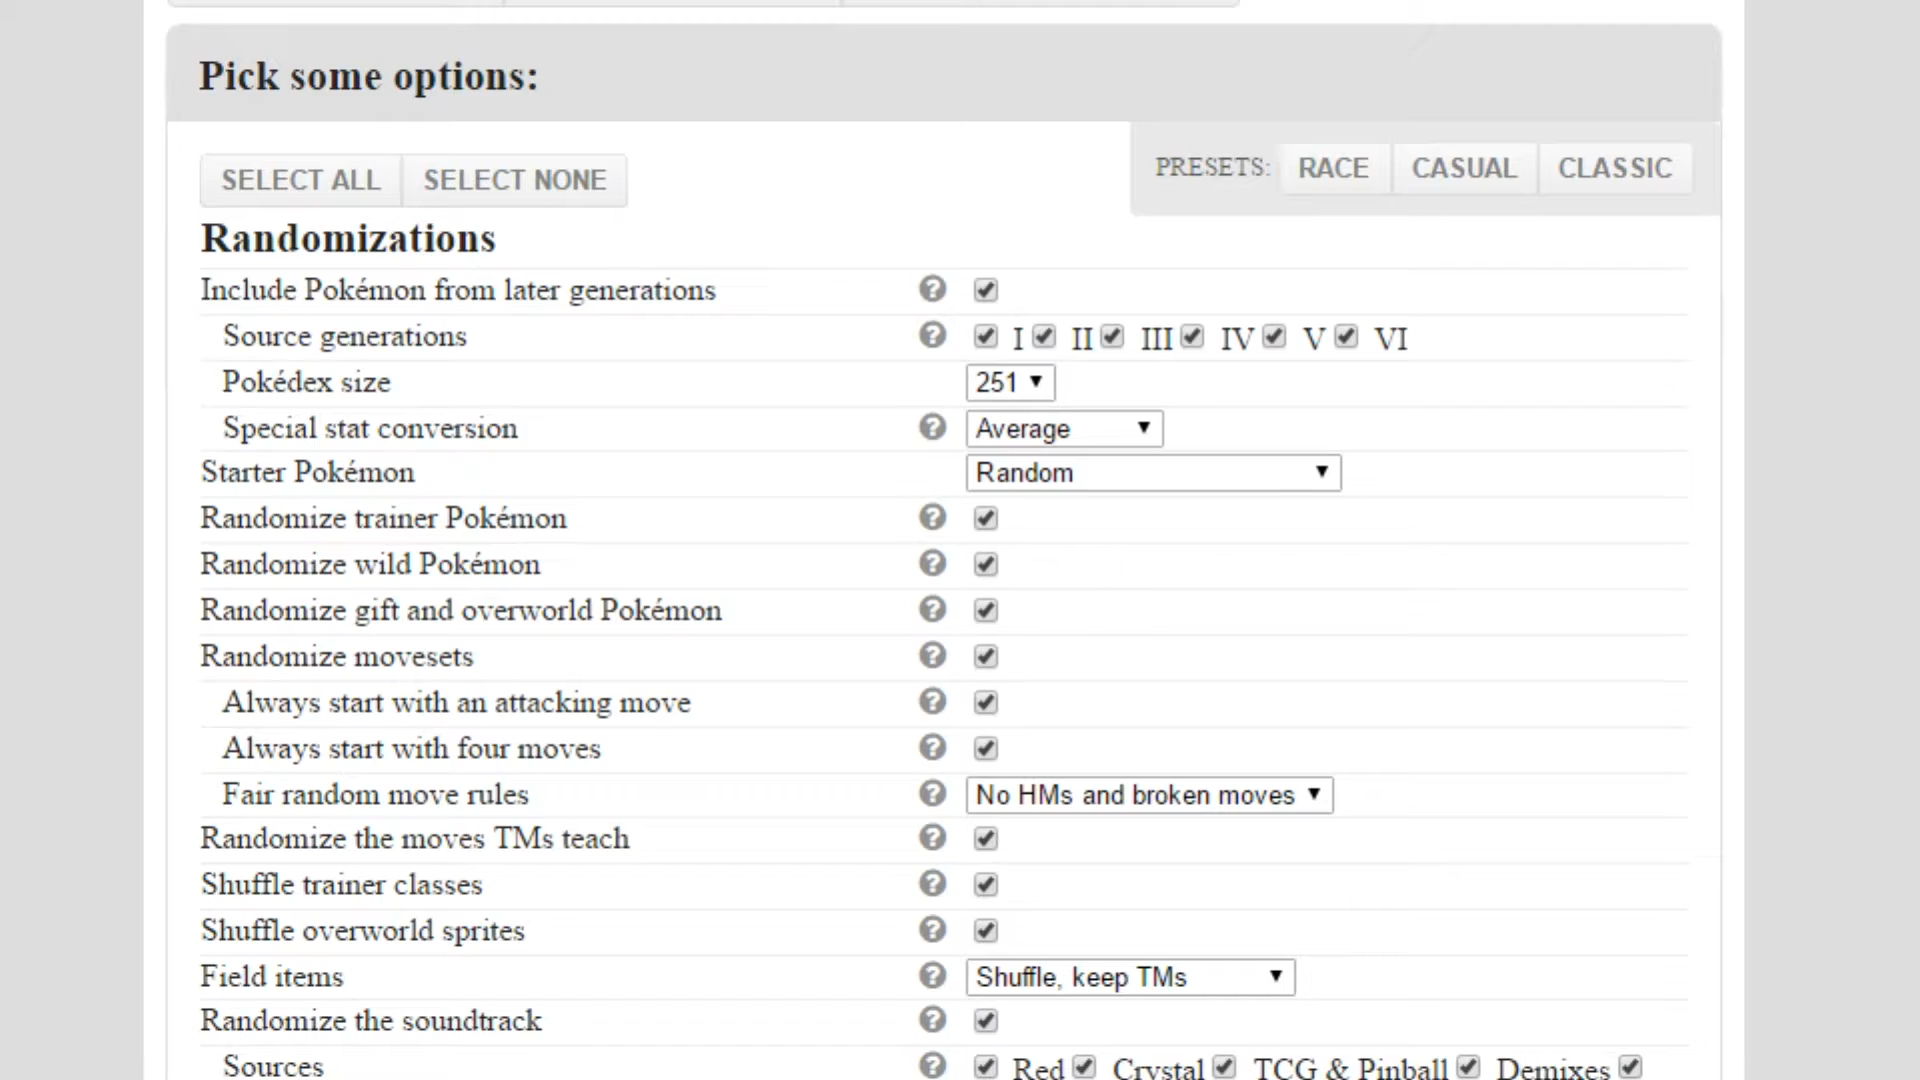 Pick some options:
PRESETS: RACE CASUAL CLASSIC
SELECT ALL SELECT NONE
Randomizations
Include Pokémon from later generations ?
Source generations ? I II III IV V VI
Pokédex size 251
Special stat conversion ? Average
Starter Pokémon Random
Randomize trainer Pokémon ?
Randomize wild Pokémon ?
Randomize gift and overworld Pokémon ?
Randomize movesets ?
Always start with an attacking move ?
Always start with four moves ?
Fair random move rules ? No HMs and broken moves
Randomize the moves TMs teach ?
Shuffle trainer classes ?
Shuffle overworld sprites ?
Field items ? Shuffle, keep TMs
Randomize the soundtrack ?
Sources ? Red Crystal TCG & Pinball Demixes